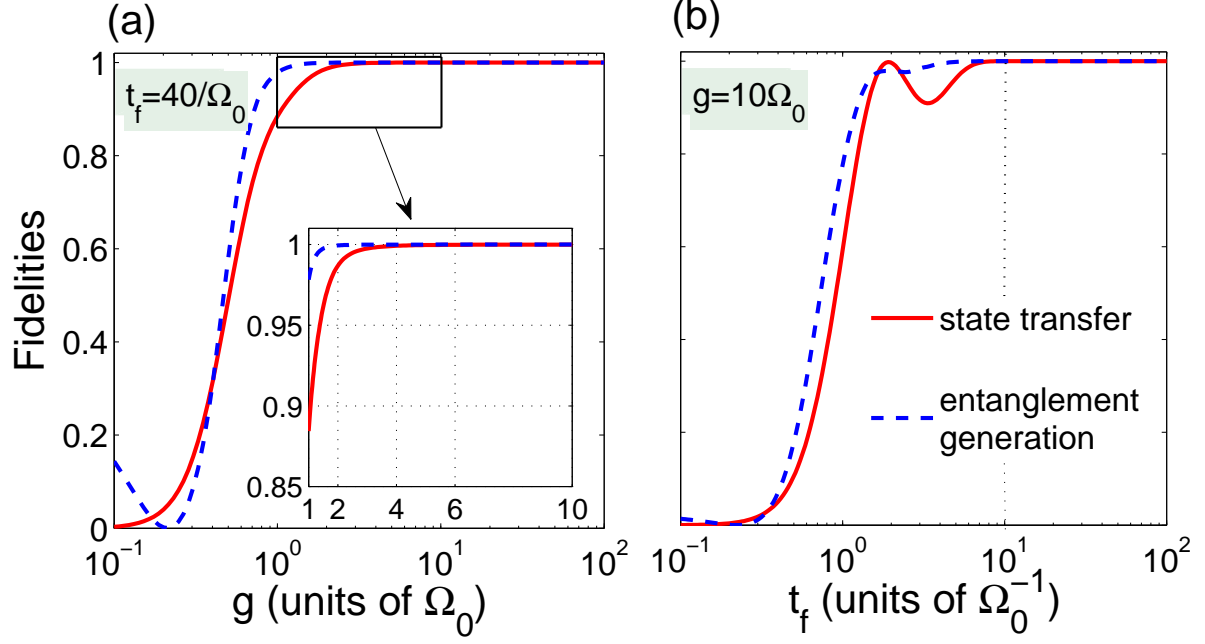 (a)
t_f=40/Ω_0
Fidelities
1
0.8
0.6
0.4
0.2
0
10^−1
10^0
10^1
10^2
g (units of Ω_0)
1
0.95
0.9
0.85
1
2
4
6
10
(b)
g=10Ω_0
state transfer
entanglement
generation
10^−1
10^0
10^1
10^2
t_f (units of Ω_0^−1)